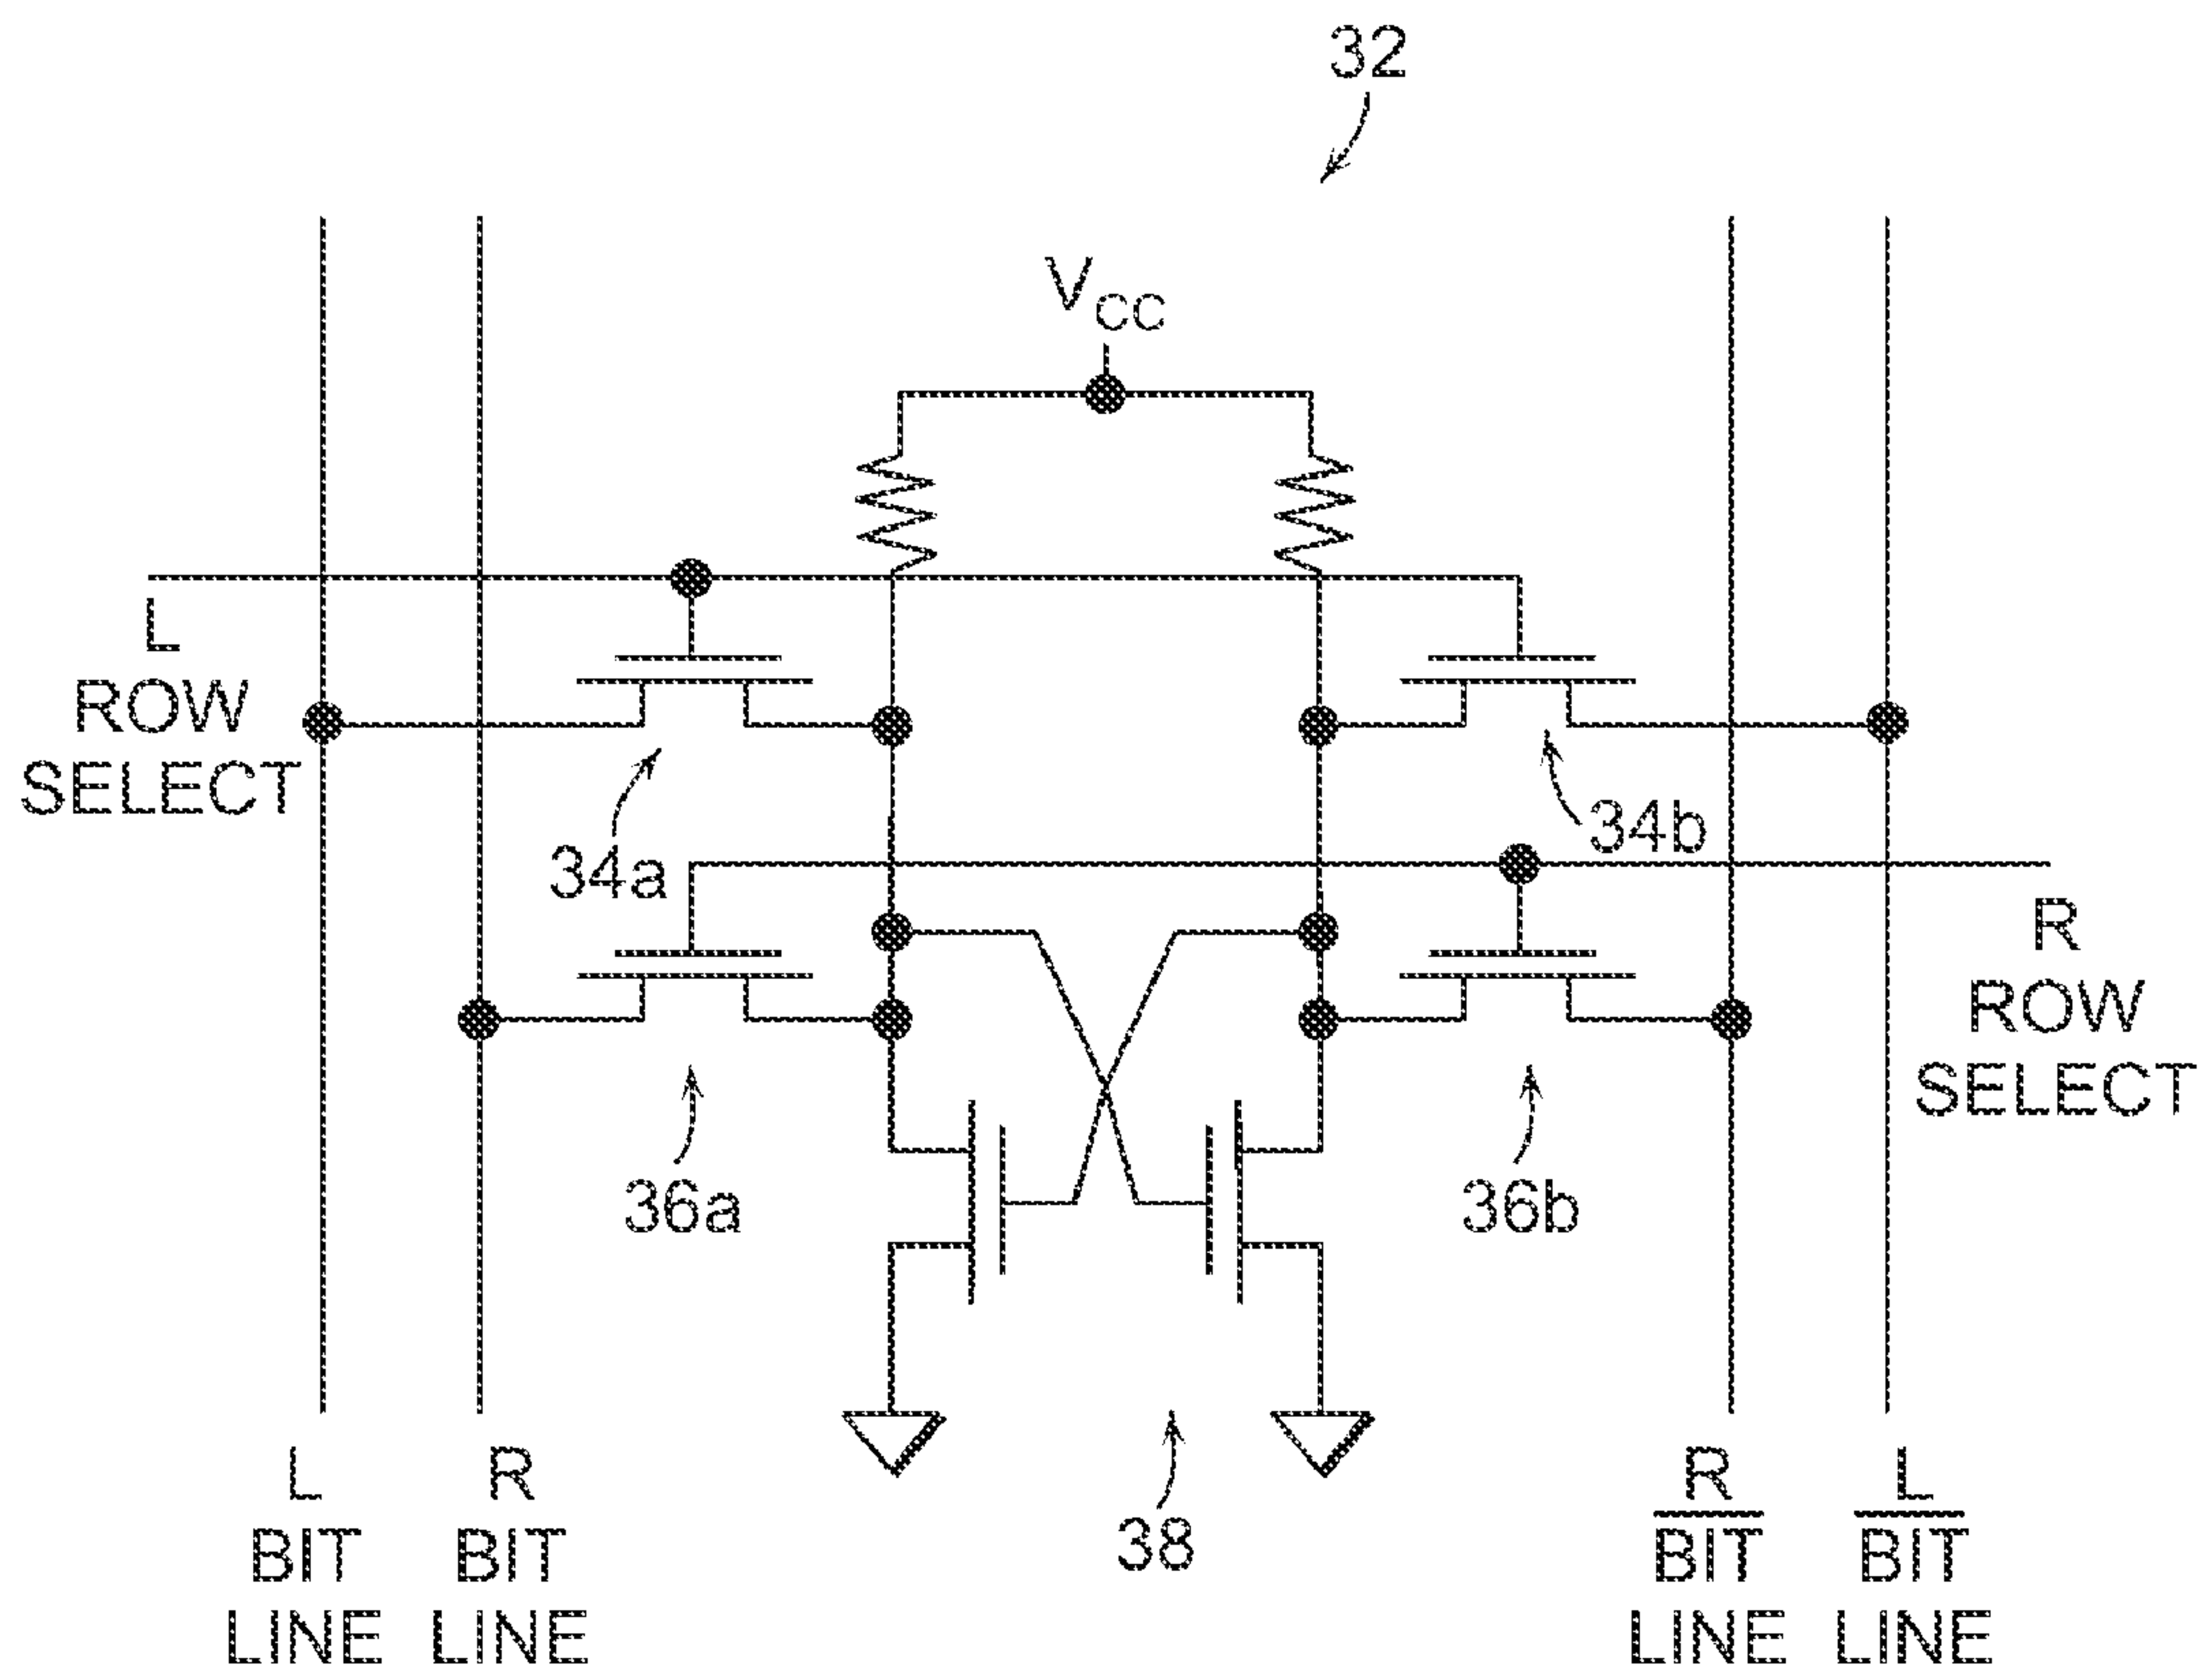 32
VCC
L
ROW
SELECT
34a
34b
R
ROW
SELECT
36a
36b
38
L
BIT
LINE
R
BIT
LINE
R
BIT
LINE
L
BIT
LINE